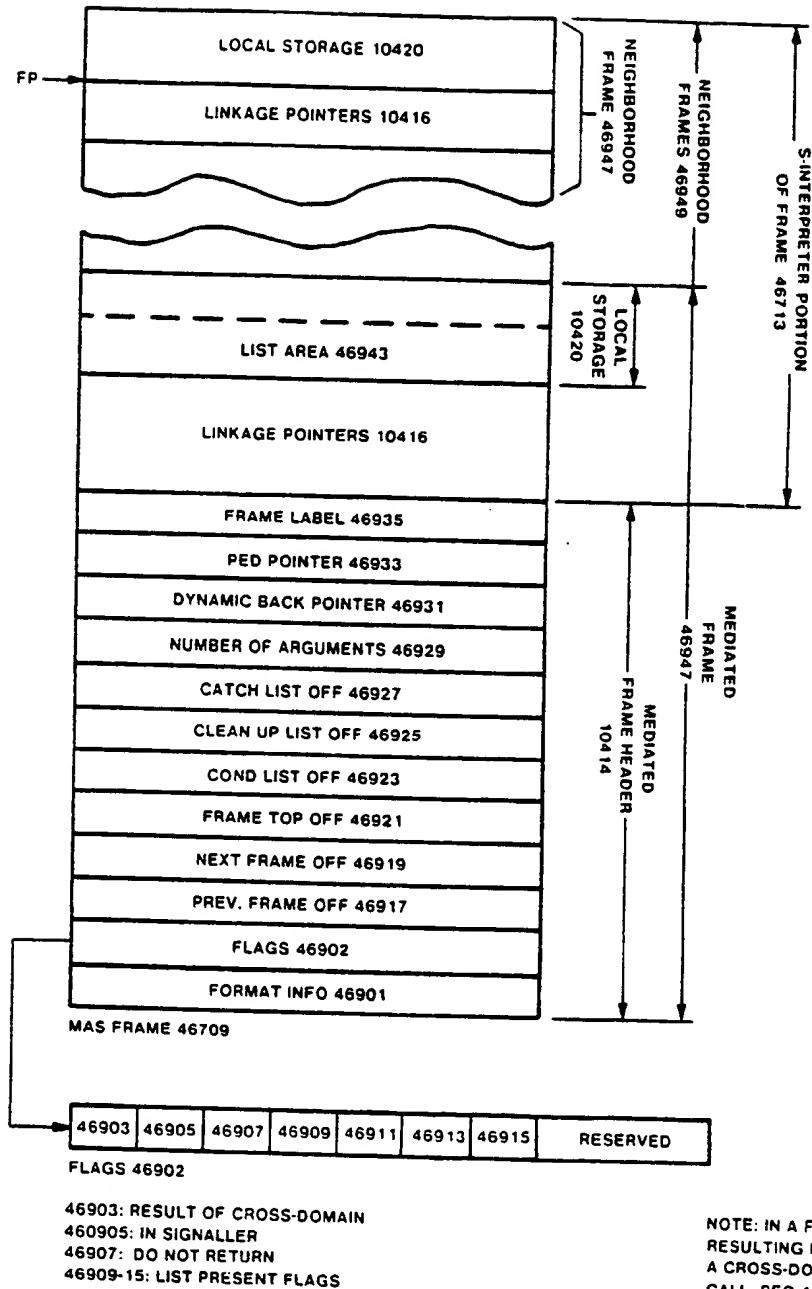 LOCAL STORAGE 10420
FP
LINKAGE POINTERS 10416
NEIGHBORHOOD
FRAME 46947
NEIGHBORHOOD
FRAMES 46949
S-INTERPRETER PORTION
OF FRAME 46713
LIST AREA 46943
LOCAL
STORAGE
10420
LINKAGE POINTERS 10416
FRAME LABEL 46935
PED POINTER 46933
DYNAMIC BACK POINTER 46931
NUMBER OF ARGUMENTS 46929
CATCH LIST OFF 46927
CLEAN UP LIST OFF 46925
COND LIST OFF 46923
FRAME TOP OFF 46921
NEXT FRAME OFF 46919
PREV. FRAME OFF 46917
FLAGS 46902
FORMAT INFO 46901
MEDIATED
FRAME HEADER
10414
MEDIATED
FRAME
46947
MAS FRAME 46709
46903 46905 46907 46909 46911 46913 46915 RESERVED
FLAGS 46902
46903: RESULT OF CROSS-DOMAIN
460905: IN SIGNALLER
46907: DO NOT RETURN
46909-15: LIST PRESENT FLAGS
NOTE: IN A F
RESULTING
A CROSS-DO